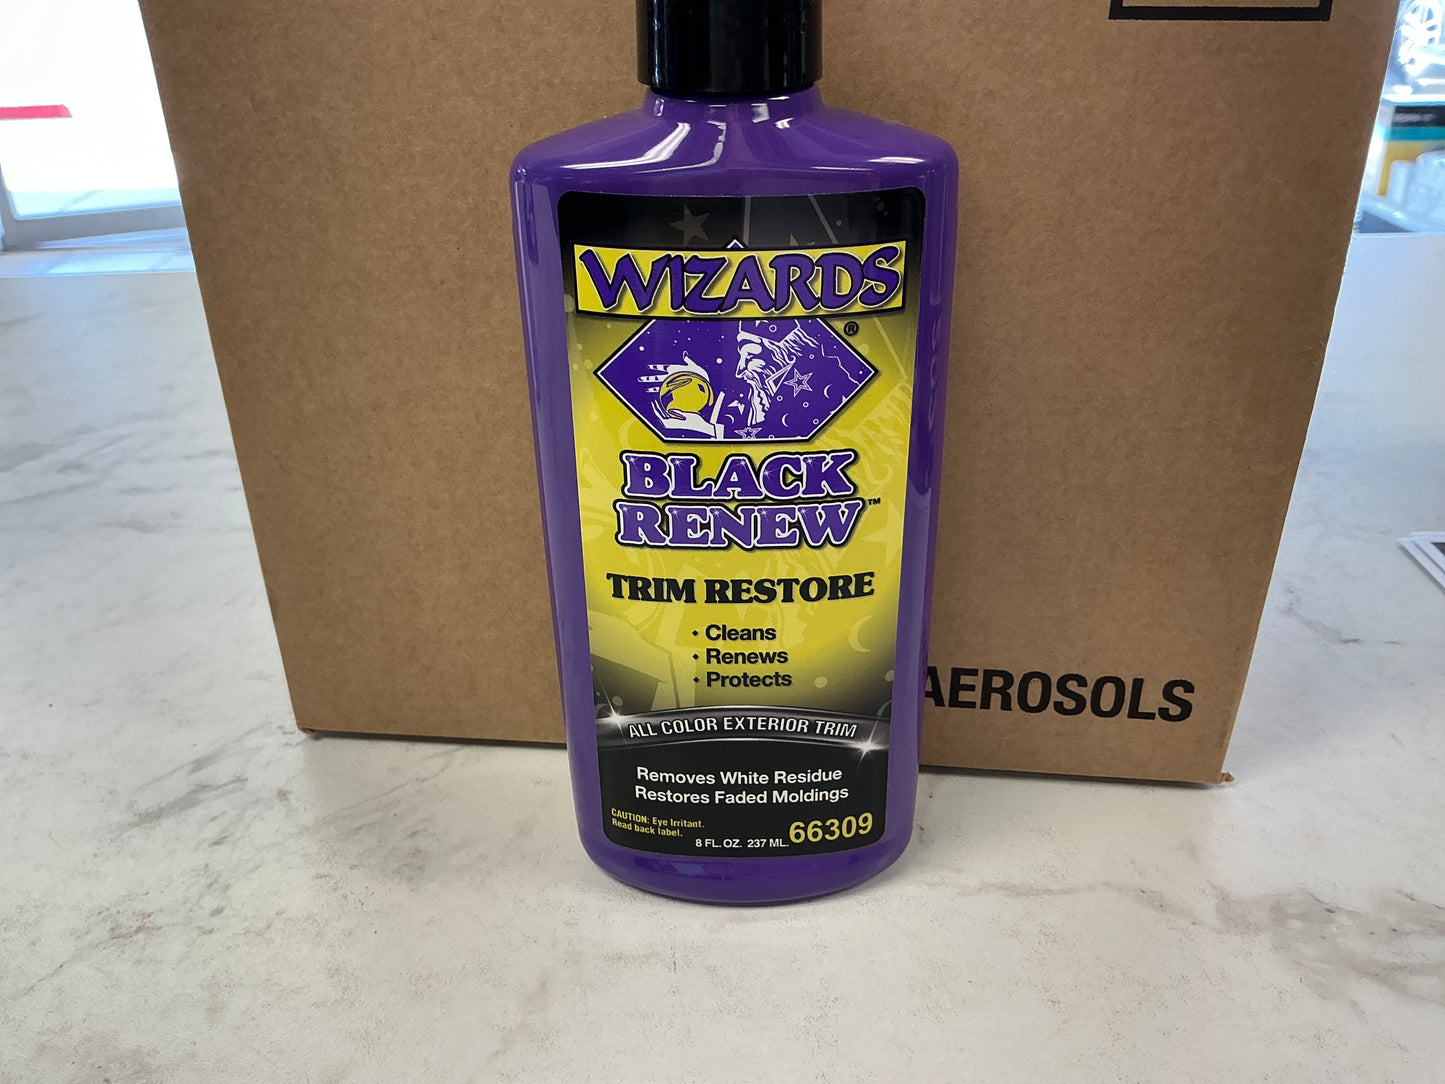 WIZARDS
®
BLACK
RENEW™
TRIM RESTORE
• Cleans
• Renews
• Protects
ALL COLOR EXTERIOR TRIM
Removes White Residue
Restores Faded Moldings
CAUTION: Eye Irritant.
Read back label.
8 FL. OZ. 237 ML.
66309
AEROSOLS